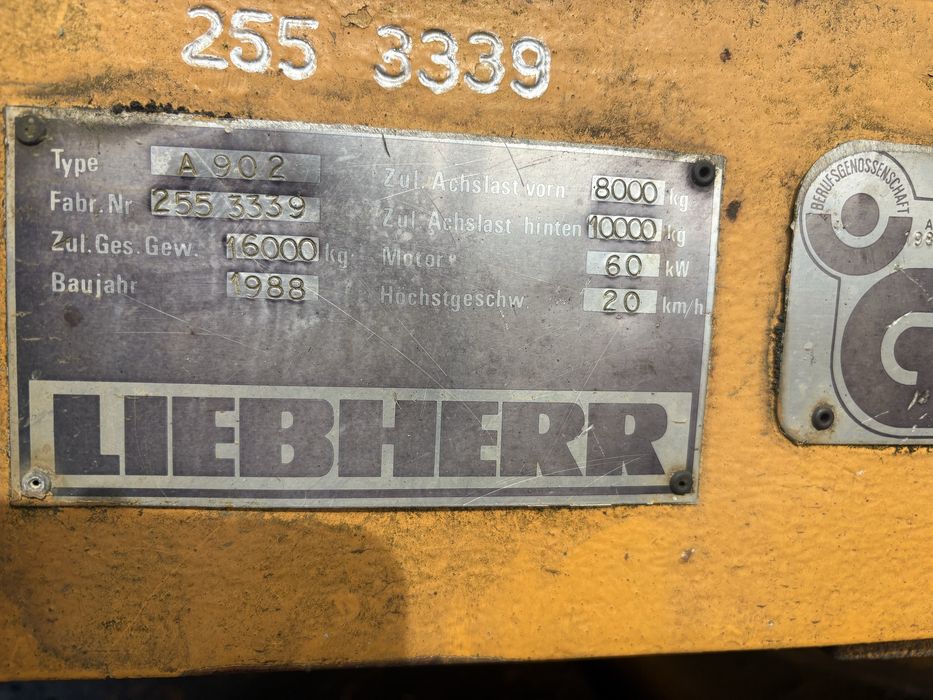 255 3339
Type A 902
Fabr. Nr 255 3339
Zul. Ges. Gew. 16000 kg
Baujahr 1988
Zul. Achslast vorn 8000 kg
Zul. Achslast hinten 10000 kg
Motor 60 kW
Höchstgeschw. 20 km/h
LIEBHERR
BERUFSGENOSSENSCHAFT